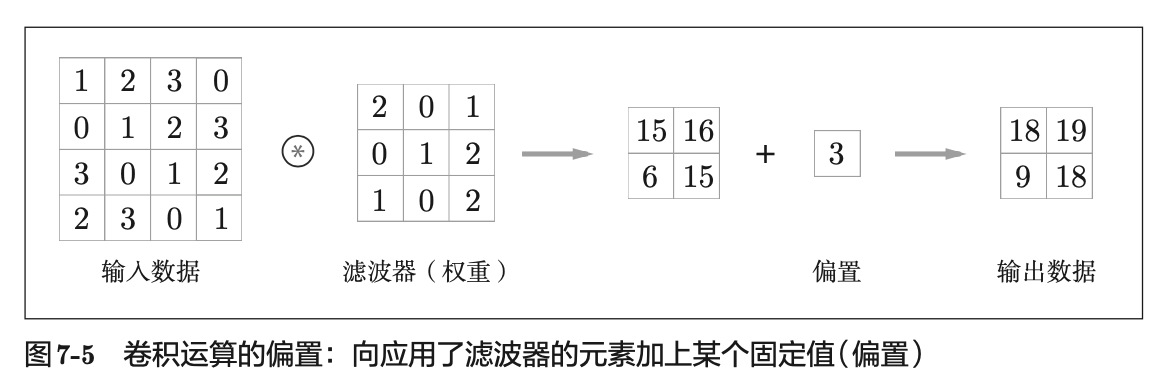 1 2 3 0
0 1 2 3
3 0 1 2
2 3 0 1
输入数据
⊛
2 0 1
0 1 2
1 0 2
滤波器（权重）
15 16
6 15
+
3
偏置
18 19
9 18
输出数据
图7-5 卷积运算的偏置：向应用了滤波器的元素加上某个固定值（偏置）